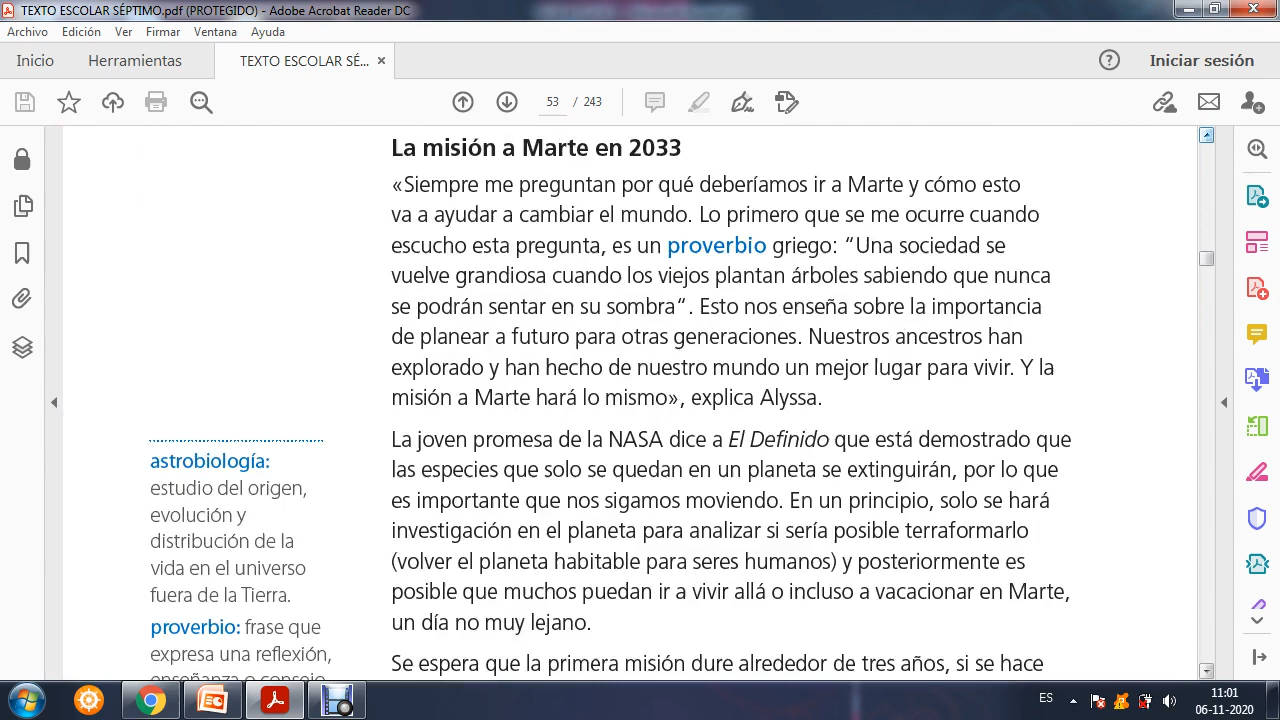 TEXTO ESCOLAR SÉPTIMO.pdf (PROTEGIDO) - Adobe Acrobat Reader DC
Archivo Edición Ver Firmar Ventana Ayuda
Inicio Herramientas TEXTO ESCOLAR SÉ... × ? Iniciar sesión
53 / 243
La misión a Marte en 2033
«Siempre me preguntan por qué deberíamos ir a Marte y cómo esto
va a ayudar a cambiar el mundo. Lo primero que se me ocurre cuando
escucho esta pregunta, es un proverbio griego: “Una sociedad se
vuelve grandiosa cuando los viejos plantan árboles sabiendo que nunca
se podrán sentar en su sombra“. Esto nos enseña sobre la importancia
de planear a futuro para otras generaciones. Nuestros ancestros han
explorado y han hecho de nuestro mundo un mejor lugar para vivir. Y la
misión a Marte hará lo mismo», explica Alyssa.
La joven promesa de la NASA dice a El Definido que está demostrado que
las especies que solo se quedan en un planeta se extinguirán, por lo que
es importante que nos sigamos moviendo. En un principio, solo se hará
investigación en el planeta para analizar si sería posible terraformarlo
(volver el planeta habitable para seres humanos) y posteriormente es
posible que muchos puedan ir a vivir allá o incluso a vacacionar en Marte,
un día no muy lejano.
Se espera que la primera misión dure alrededor de tres años, si se hace
astrobiología:
estudio del origen,
evolución y
distribución de la
vida en el universo
fuera de la Tierra.
proverbio: frase que
expresa una reflexión,
enseñanza o consejo
ES 11:01
06-11-2020